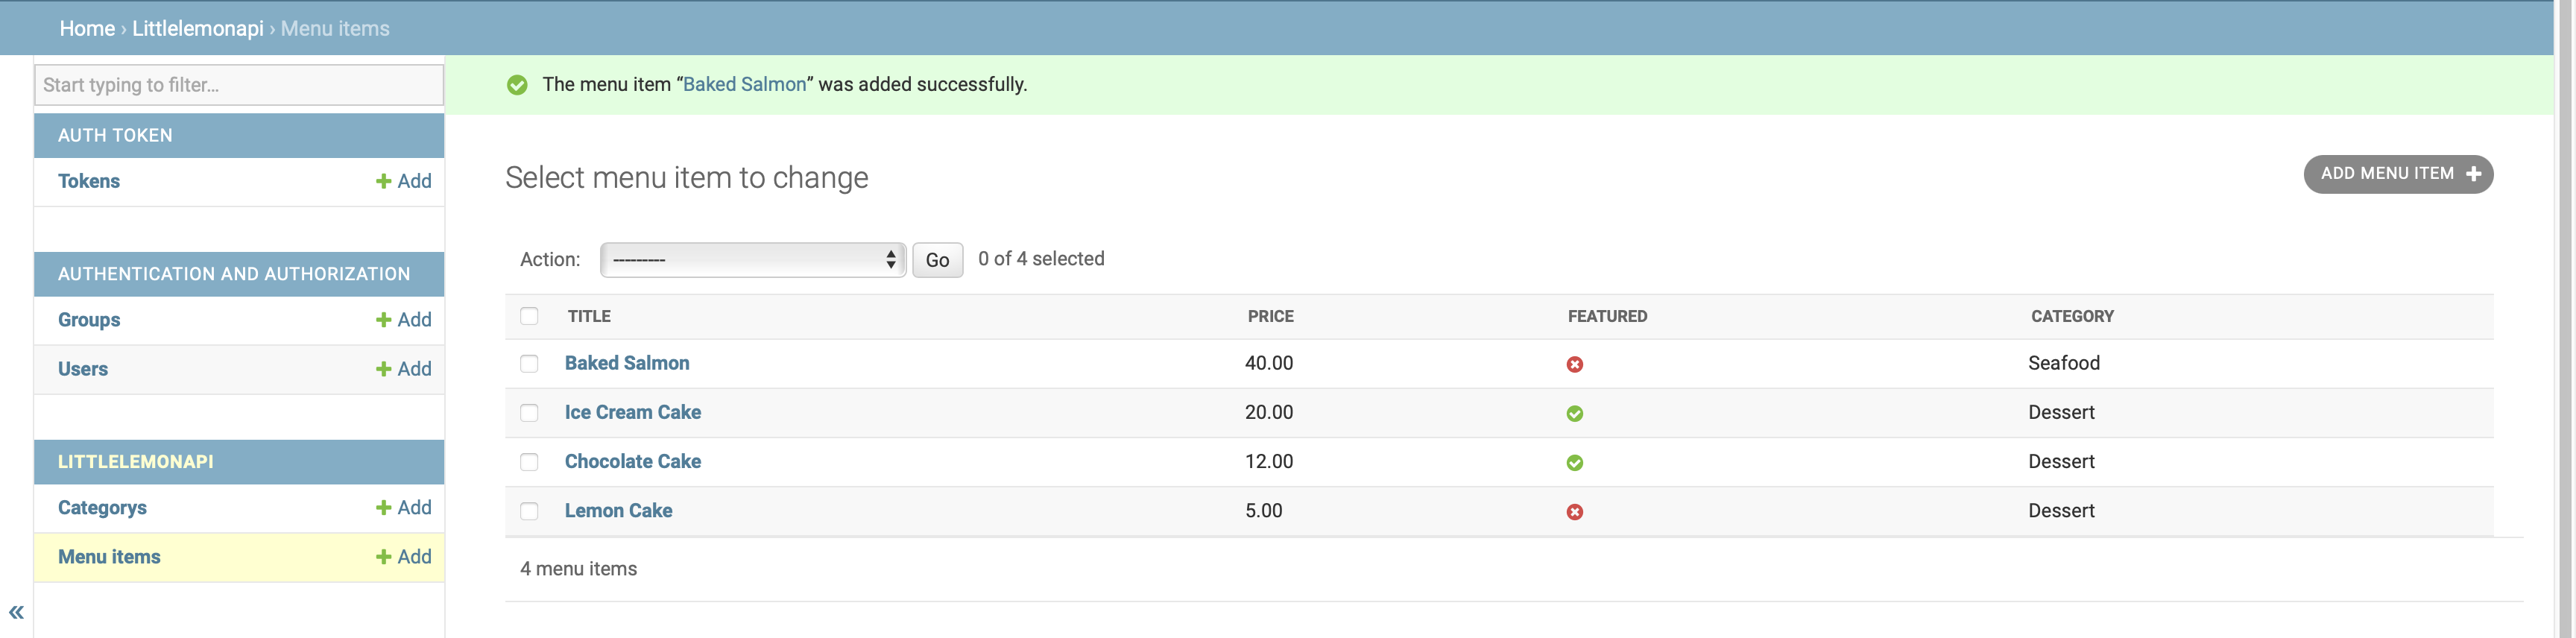 Home › Littlelemonapi › Menu items
Start typing to filter...
AUTH TOKEN
Tokens + Add
AUTHENTICATION AND AUTHORIZATION
Groups + Add
Users + Add
LITTLELEMONAPI
Categorys + Add
Menu items + Add
«
The menu item “Baked Salmon” was added successfully.
Select menu item to change
ADD MENU ITEM +
Action: --------- Go 0 of 4 selected
TITLE PRICE FEATURED CATEGORY
Baked Salmon 40.00 Seafood
Ice Cream Cake 20.00 Dessert
Chocolate Cake 12.00 Dessert
Lemon Cake 5.00 Dessert
4 menu items